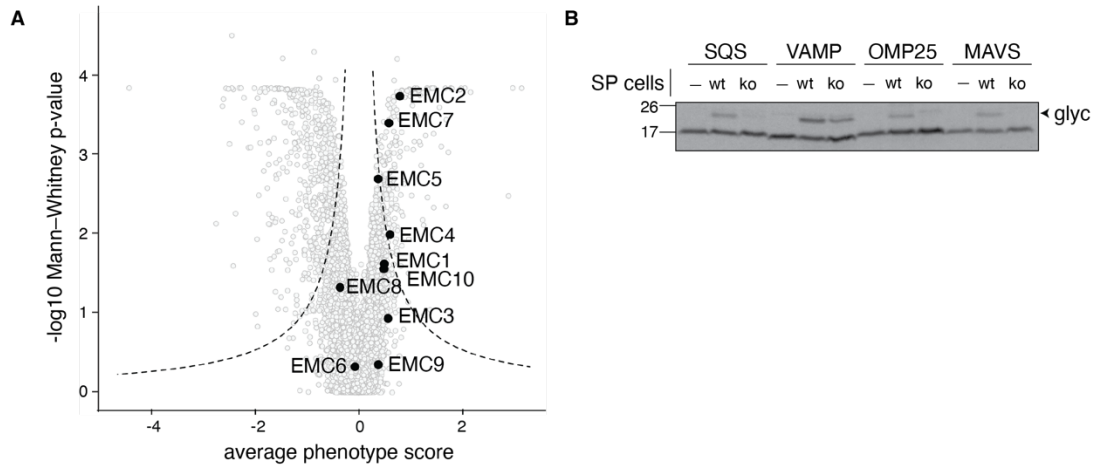 A
-log10 Mann–Whitney p-value
4
3
2
1
0
EMC2
EMC7
EMC5
EMC4
EMC1
EMC10
EMC8
EMC3
EMC6
EMC9
-4
-2
0
2
average phenotype score
B
SQS VAMP OMP25 MAVS
SP cells – wt ko – wt ko – wt ko – wt ko
26
17
glyc